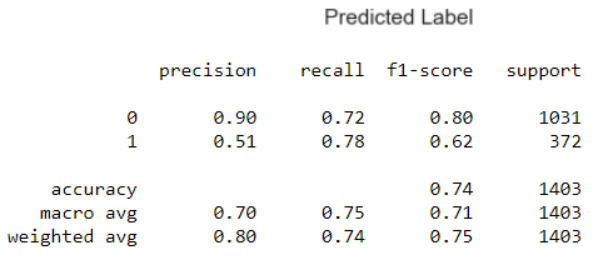 Predicted Label
precision recall f1-score support
0 0.90 0.72 0.80 1031
1 0.51 0.78 0.62 372
accuracy 0.74 1403
macro avg 0.70 0.75 0.71 1403
weighted avg 0.80 0.74 0.75 1403